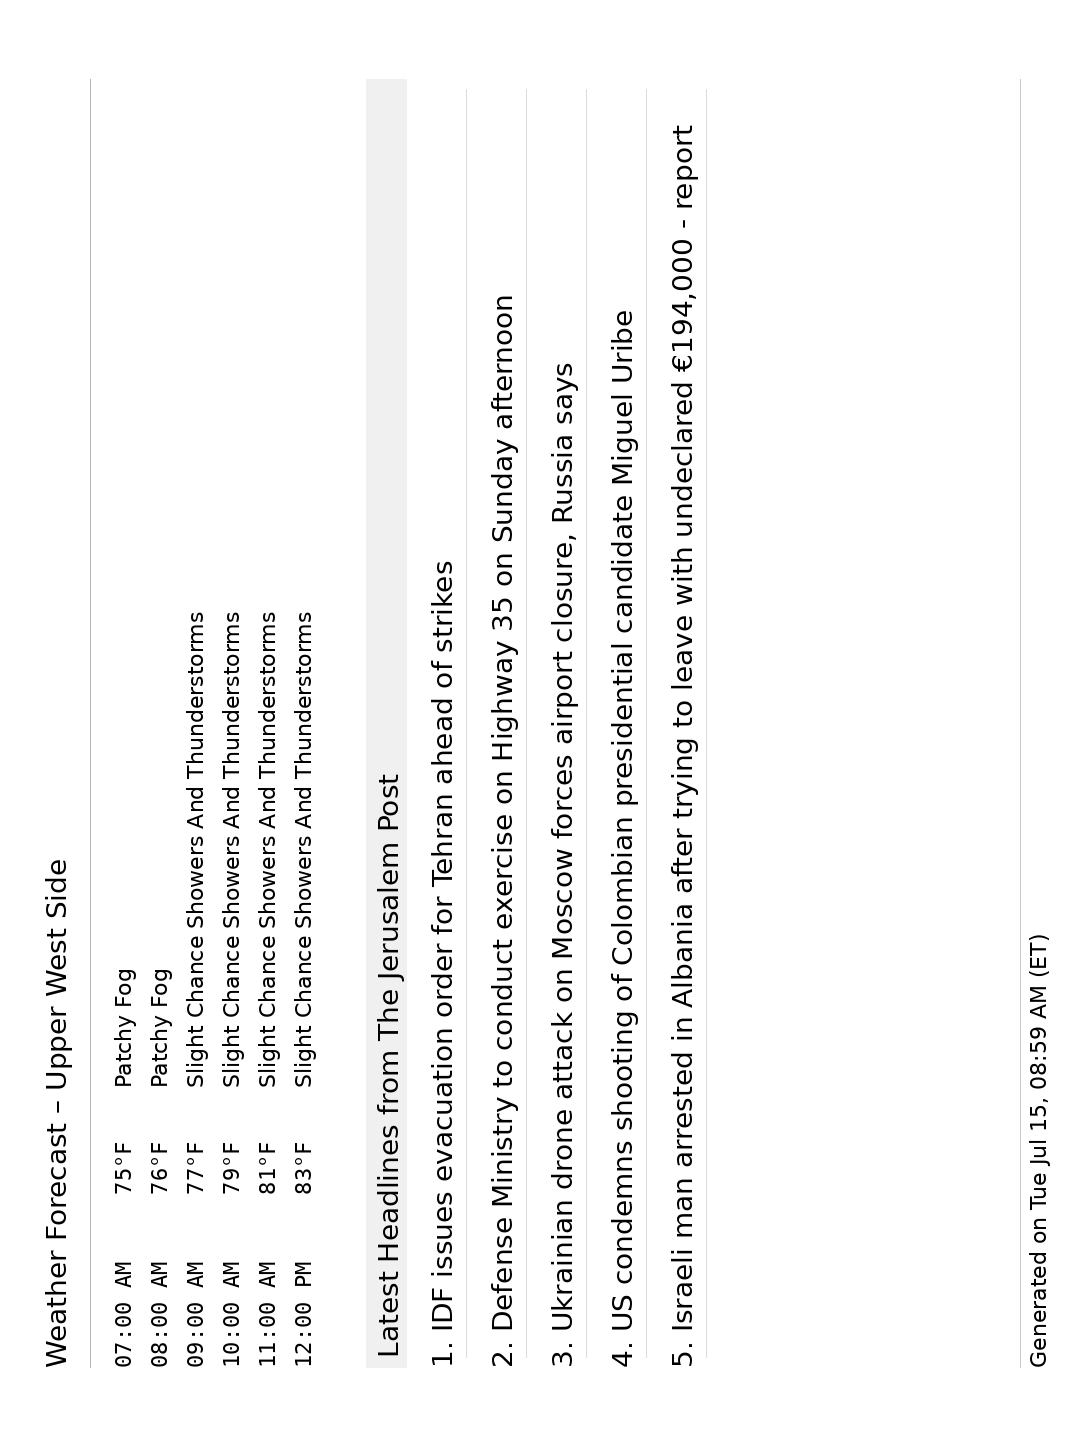 Weather Forecast – Upper West Side
07:00 AM 75°F Patchy Fog
08:00 AM 76°F Patchy Fog
09:00 AM 77°F Slight Chance Showers And Thunderstorms
10:00 AM 79°F Slight Chance Showers And Thunderstorms
11:00 AM 81°F Slight Chance Showers And Thunderstorms
12:00 PM 83°F Slight Chance Showers And Thunderstorms
Latest Headlines from The Jerusalem Post
1. IDF issues evacuation order for Tehran ahead of strikes
2. Defense Ministry to conduct exercise on Highway 35 on Sunday afternoon
3. Ukrainian drone attack on Moscow forces airport closure, Russia says
4. US condemns shooting of Colombian presidential candidate Miguel Uribe
5. Israeli man arrested in Albania after trying to leave with undeclared €194,000 - report
Generated on Tue Jul 15, 08:59 AM (ET)